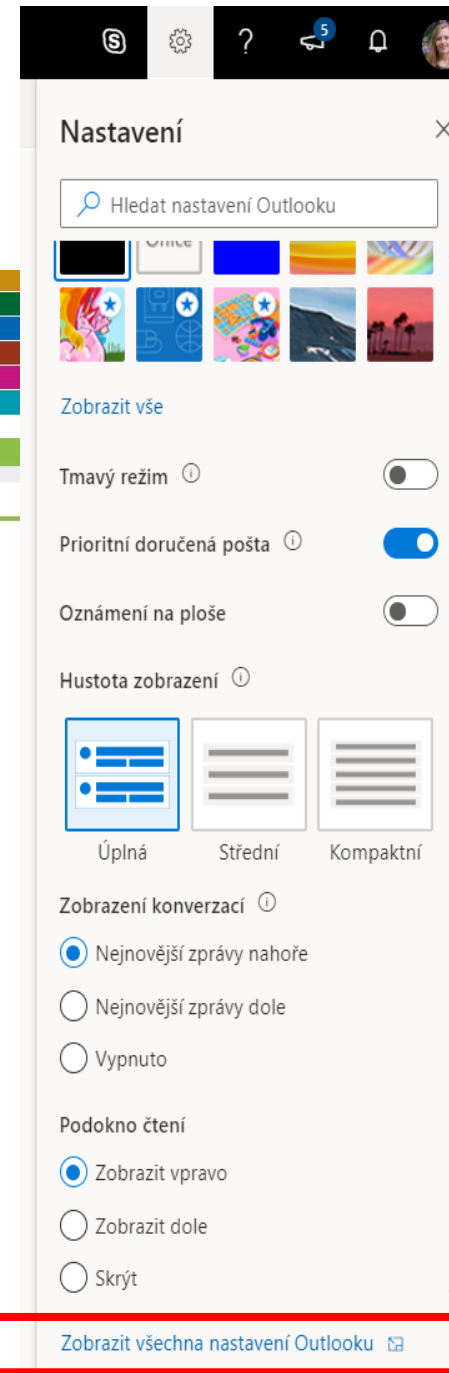 5
Nastavení
Hledat nastavení Outlooku
Office
Zobrazit vše
Tmavý režim
Prioritní doručená pošta
Oznámení na ploše
Hustota zobrazení
Úplná Střední Kompaktní
Zobrazení konverzací
Nejnovější zprávy nahoře
Nejnovější zprávy dole
Vypnuto
Podokno čtení
Zobrazit vpravo
Zobrazit dole
Skrýt
Zobrazit všechna nastavení Outlooku